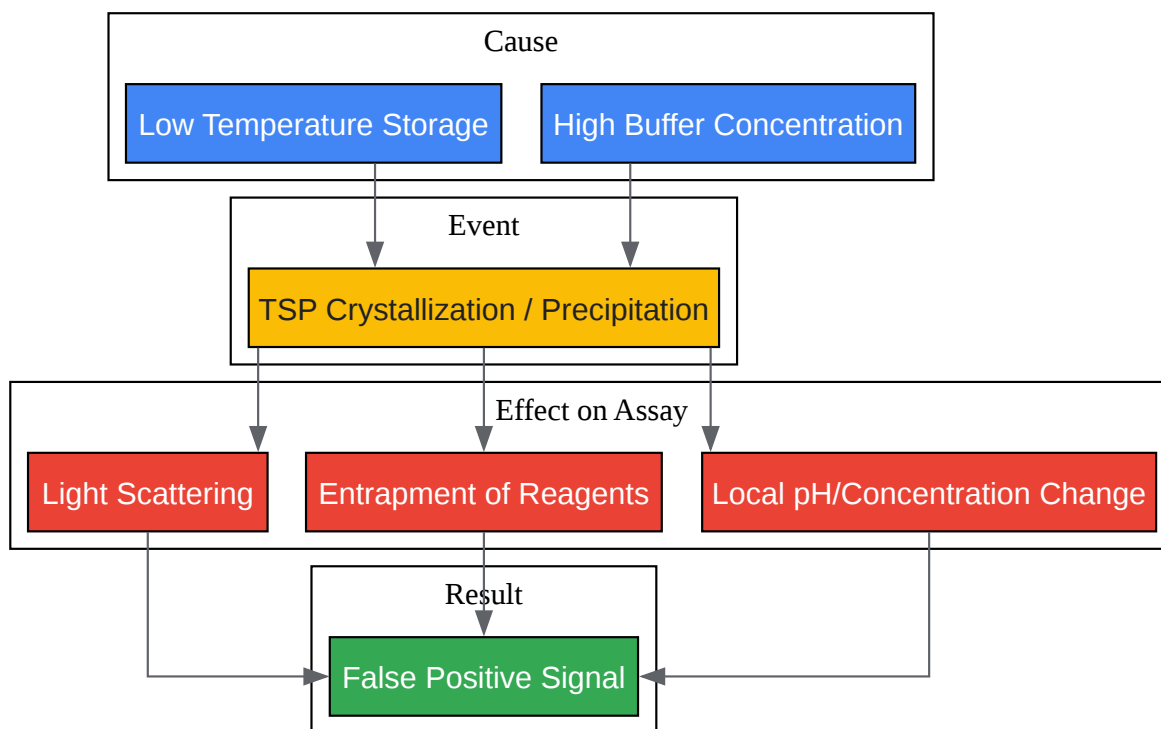 Cause
Low Temperature Storage
High Buffer Concentration
Event
TSP Crystallization / Precipitation
Effect on Assay
Light Scattering
Entrapment of Reagents
Local pH/Concentration Change
Result
False Positive Signal